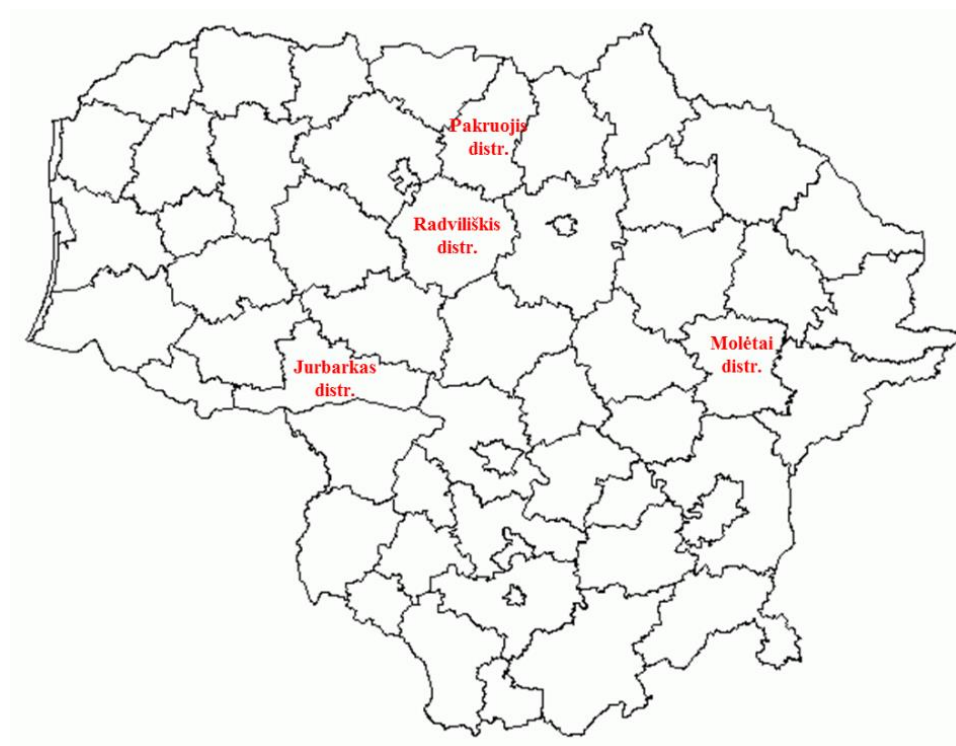 Pakruojis
distr.
Radviliškis
distr.
Molėtai
distr.
Jurbarkas
distr.